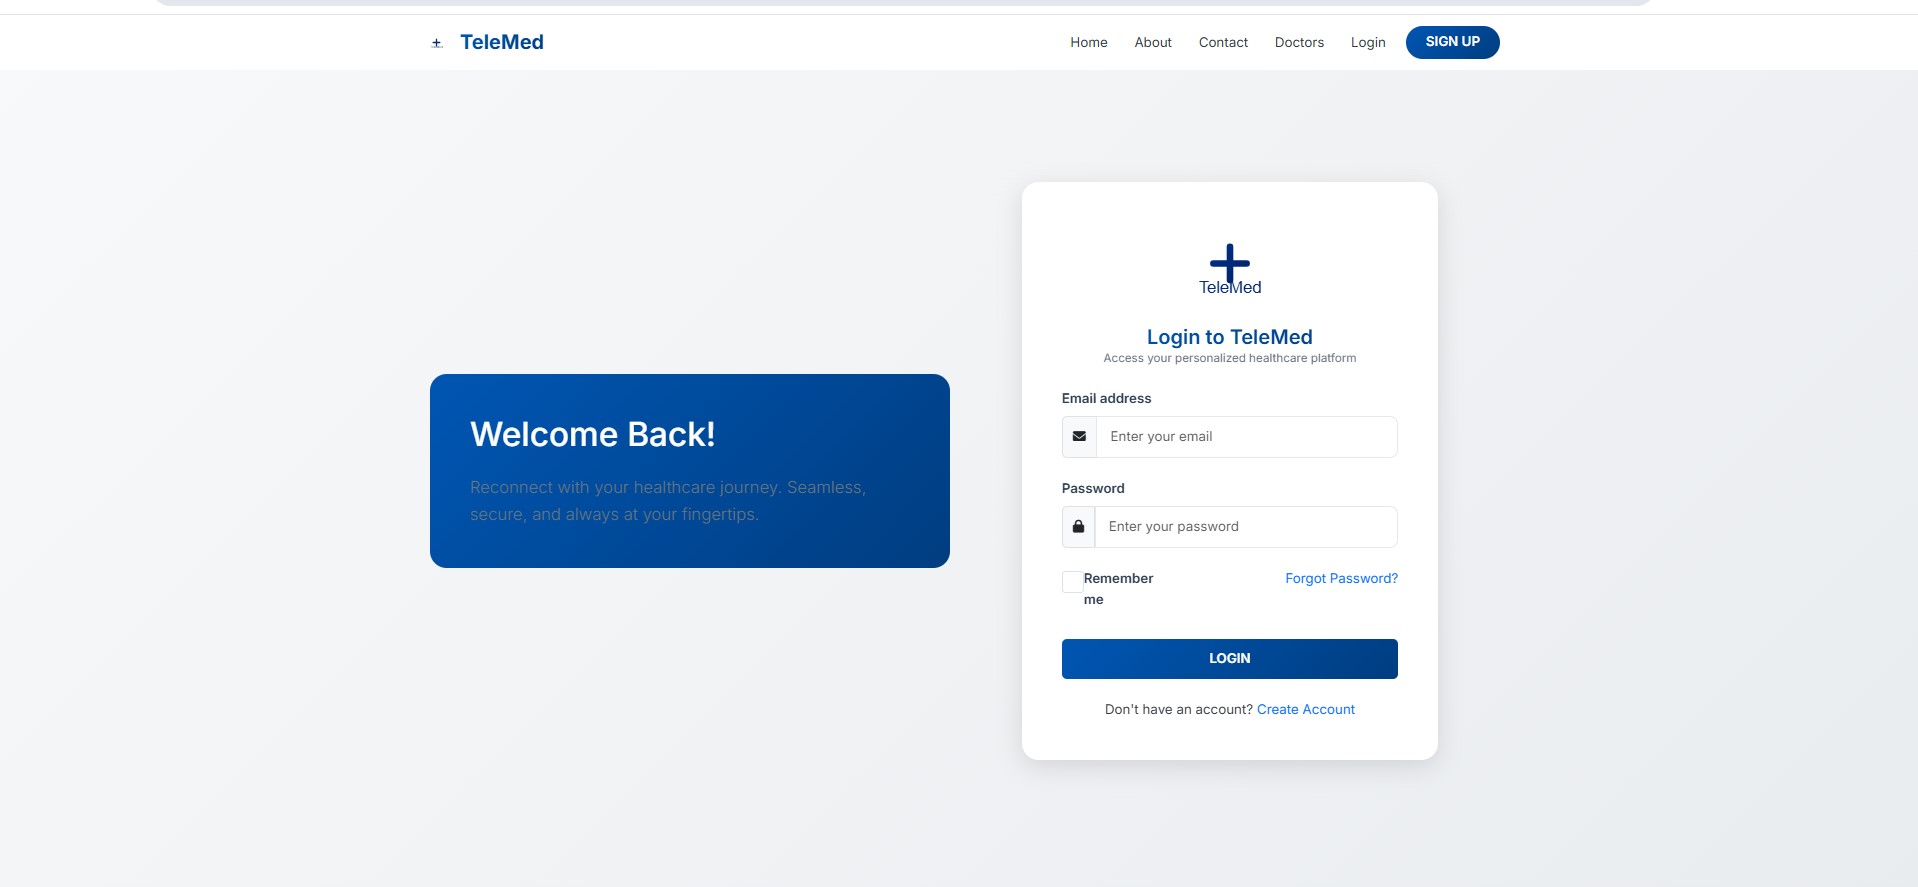 TeleMed
Home About Contact Doctors Login SIGN UP
Welcome Back!
Reconnect with your healthcare journey. Seamless,
secure, and always at your fingertips.
TeleMed
Login to TeleMed
Access your personalized healthcare platform
Email address
Enter your email
Password
Enter your password
Remember
me
Forgot Password?
LOGIN
Don't have an account? Create Account